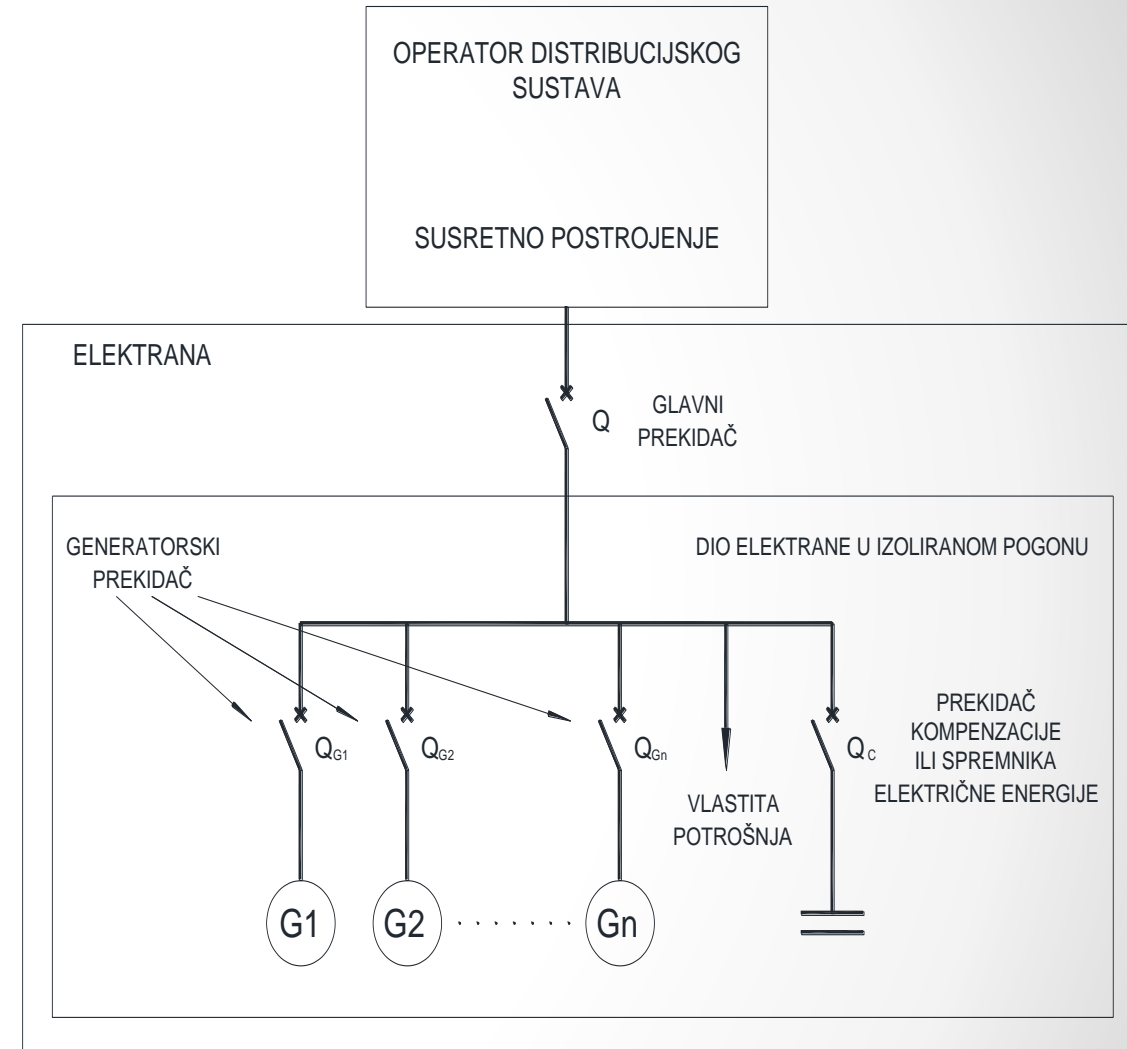 OPERATOR DISTRIBUCIJSKOG
SUSTAVA
SUSRETNO POSTROJENJE
ELEKTRANA
Q
GLAVNI
PREKIDAČ
GENERATORSKI
PREKIDAČ
DIO ELEKTRANE U IZOLIRANOM POGONU
QG1
QG2
QGn
QC
PREKIDAČ
KOMPENZACIJE
ILI SPREMNIKA
ELEKTRIČNE ENERGIJE
VLASTITA
POTROŠNJA
G1
G2
Gn